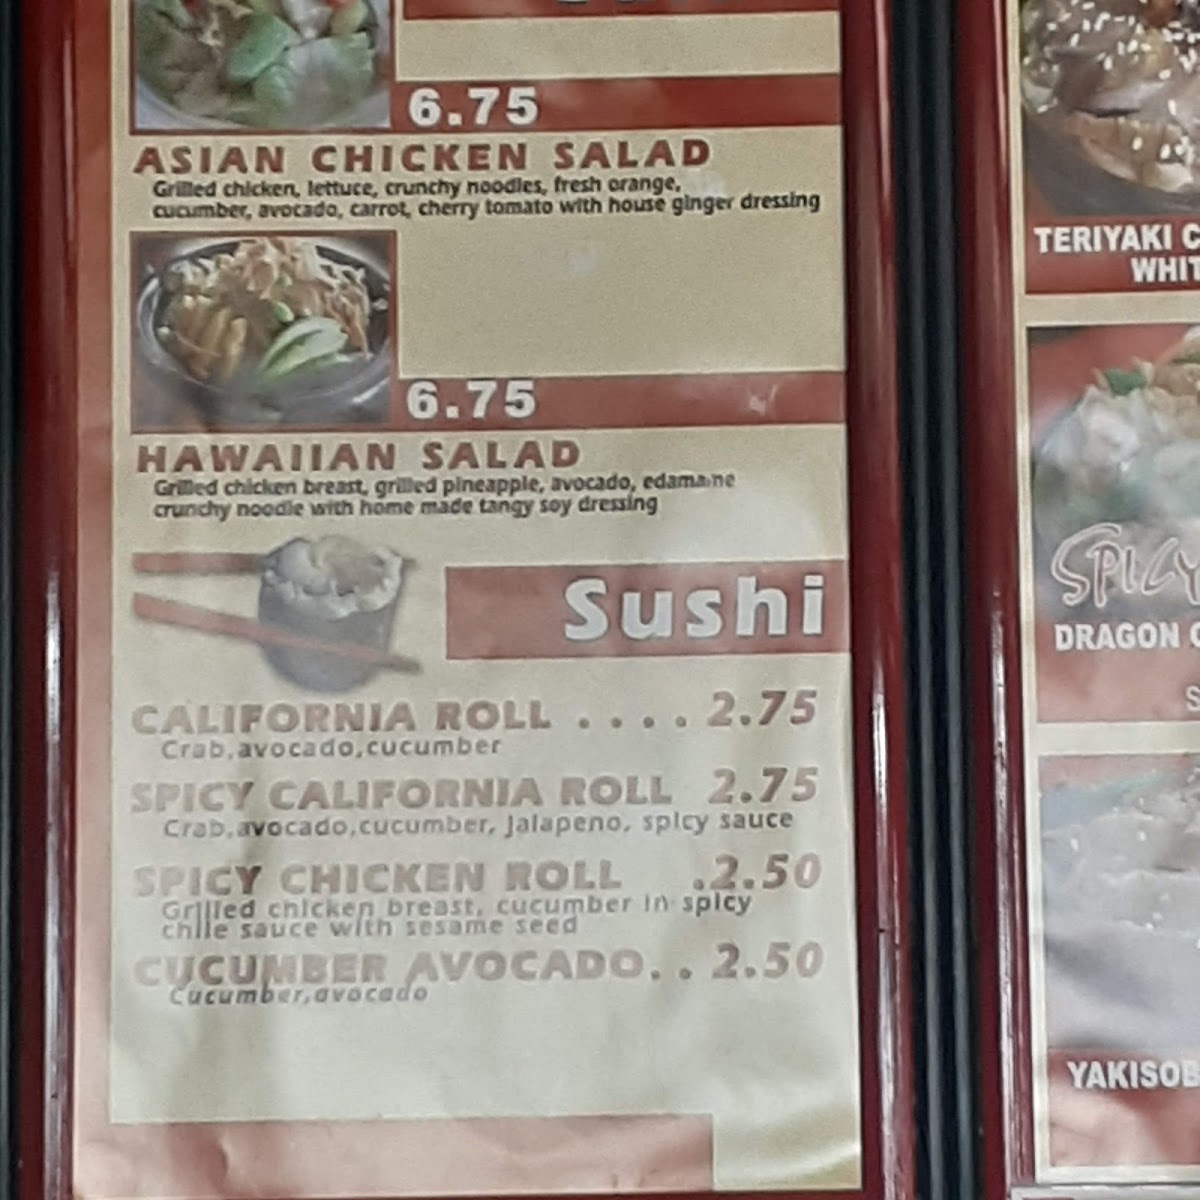 6.75
ASIAN CHICKEN SALAD
Grilled chicken, lettuce, crunchy noodles, fresh orange,
cucumber, avocado, carrot, cherry tomato with house ginger dressing
6.75
HAWAIIAN SALAD
Grilled chicken breast, grilled pineapple, avocado, edamame
crunchy noodle with home made tangy soy dressing
Sushi
CALIFORNIA ROLL . . . . 2.75
Crab,avocado,cucumber
SPICY CALIFORNIA ROLL 2.75
Crab,avocado,cucumber, Jalapeno, spicy sauce
SPICY CHICKEN ROLL .2.50
Grilled chicken breast, cucumber in spicy
chile sauce with sesame seed
CUCUMBER AVOCADO. . 2.50
Cucumber,avocado
TERIYAKI C
WHIT
SPICY
DRAGON
S
YAKISOB